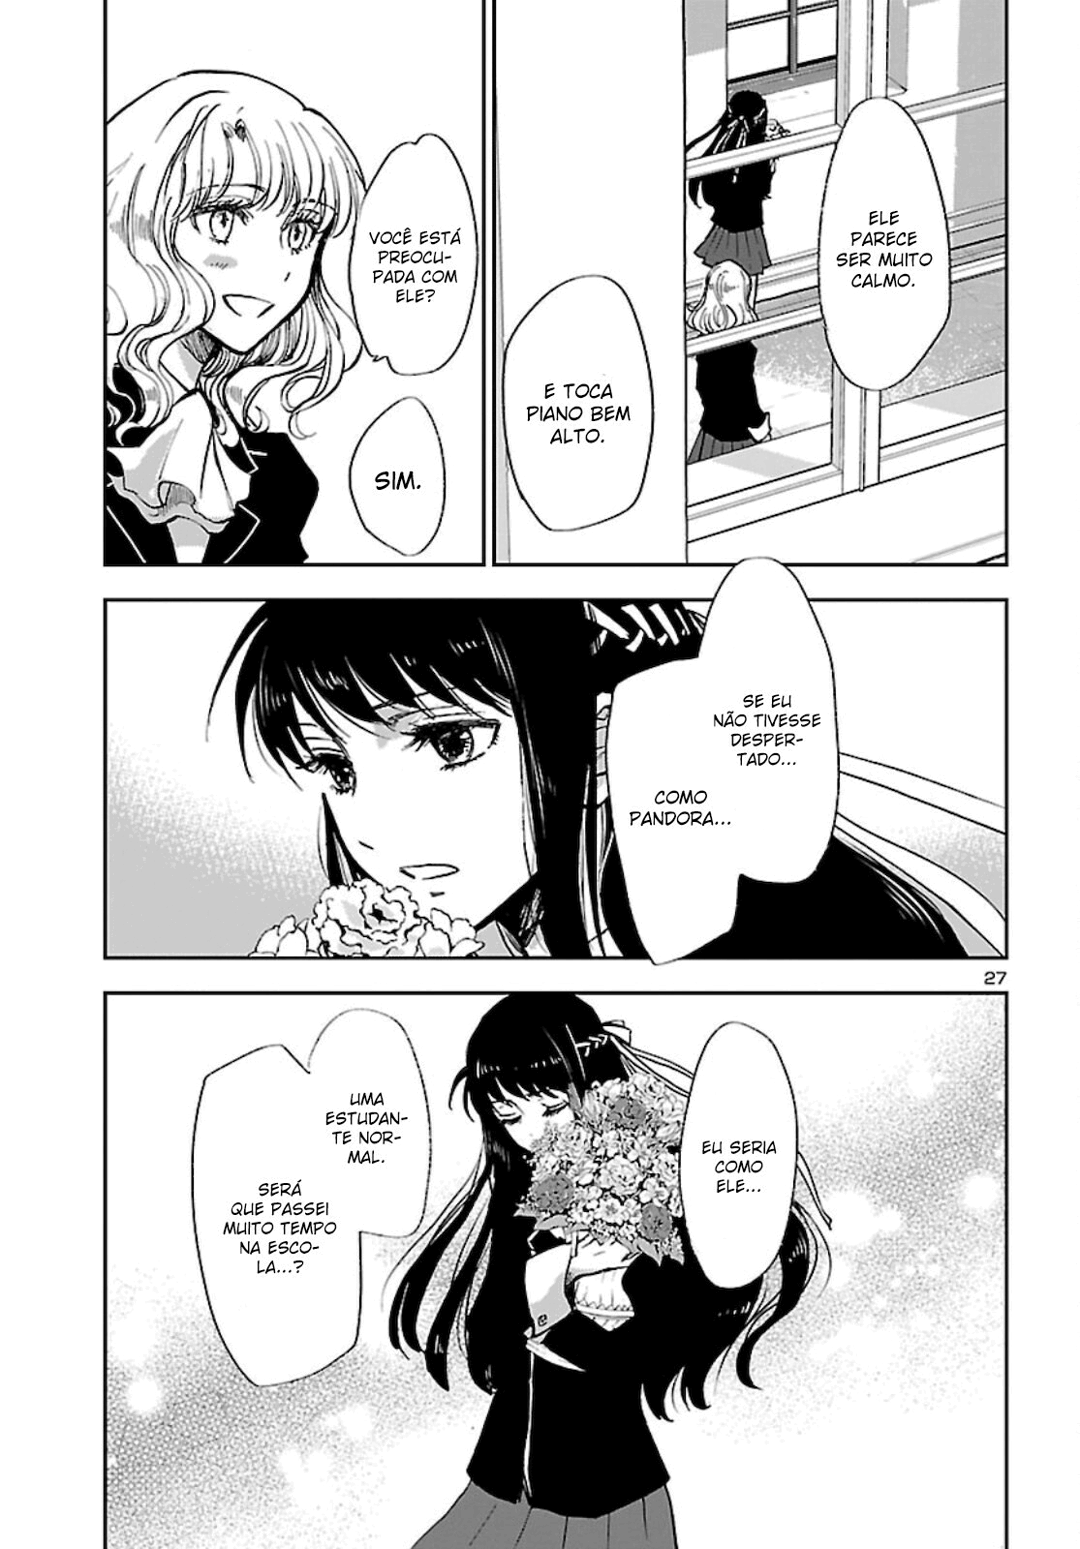 ELE
PARECE
SER MUITO
CALMO.
E TOCA
PIANO BEM
ALTO.
VOCÊ ESTÁ
PREOCU-
PADA COM
ELE?
SIM.
SE EU
NÃO TIVESSE
DESPER-
TADO...
COMO
PANDORA...
27
EU SERIA
COMO
ELE...
UMA
ESTUDAN-
TE NOR-
MAL.
SERÁ
QUE PASSEI
MUITO TEMPO
NA ESCO-
LA...?